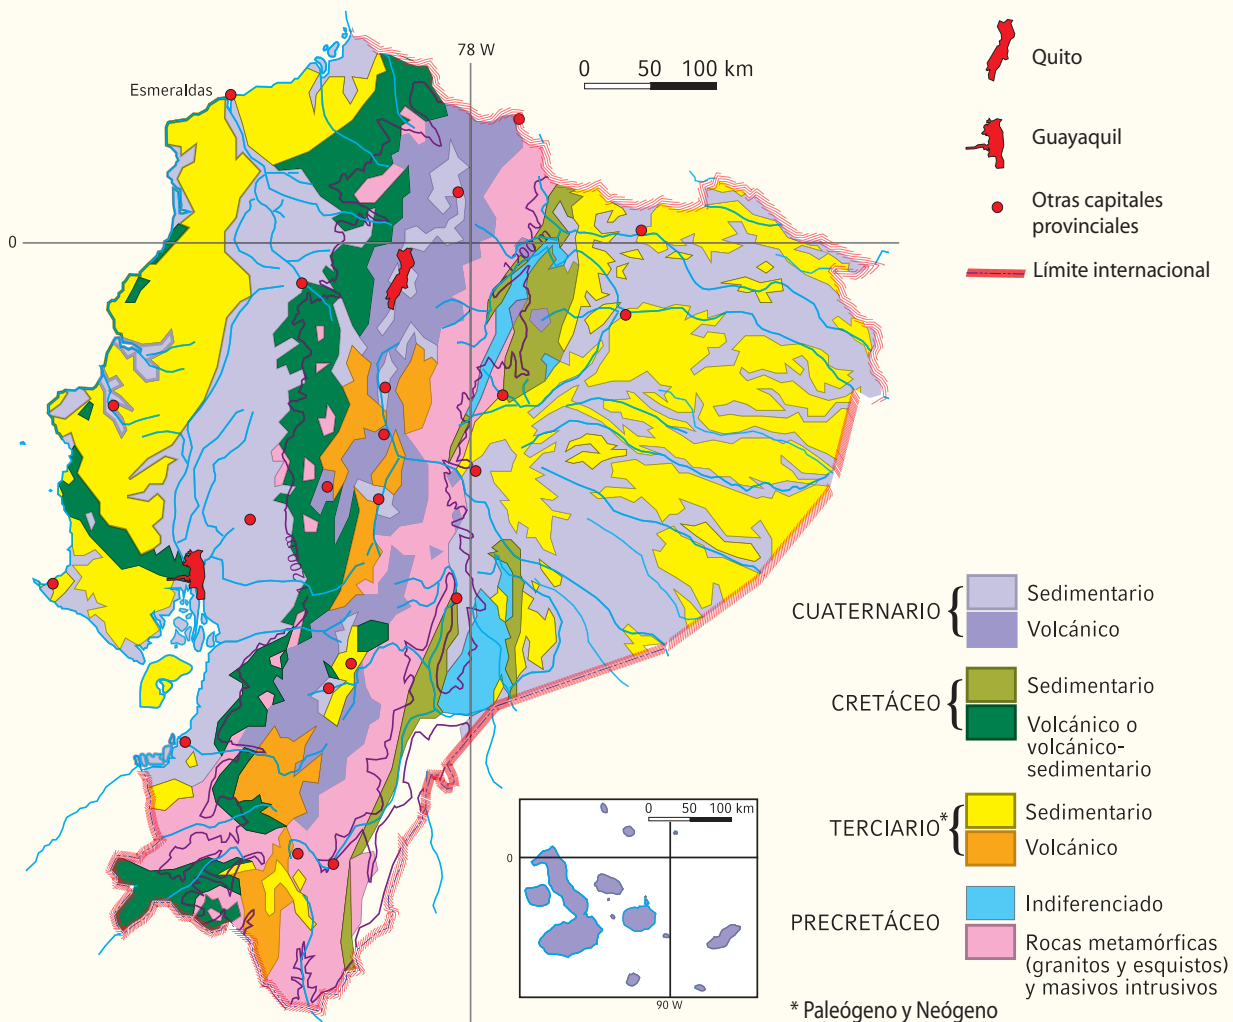 78 W
0 50 100 km
Esmeraldas
0
Quito
Guayaquil
Otras capitales
provinciales
Límite internacional
CUATERNARIO
Sedimentario
Volcánico
CRETÁCEO
Sedimentario
Volcánico o
volcánico-
sedimentario
TERCIARIO*
Sedimentario
Volcánico
PRECRETÁCEO
Indiferenciado
Rocas metamórficas
(granitos y esquistos)
y masivos intrusivos
* Paleógeno y Neógeno
0 50 100 km
0
90 W